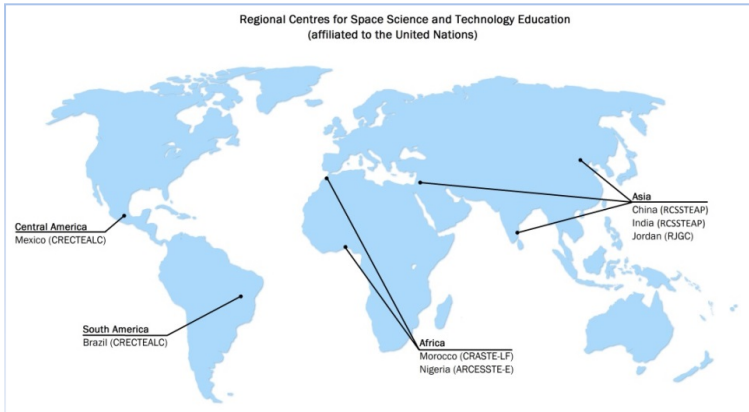 Regional Centres for Space Science and Technology Education
(affiliated to the United Nations)
Central America
Mexico (CRECTEALC)
South America
Brazil (CRECTEALC)
Africa
Morocco (CRASTE-LF)
Nigeria (ARCESSTE-E)
Asia
China (RCSSTEAP)
India (RCSSTEAP)
Jordan (RJGC)